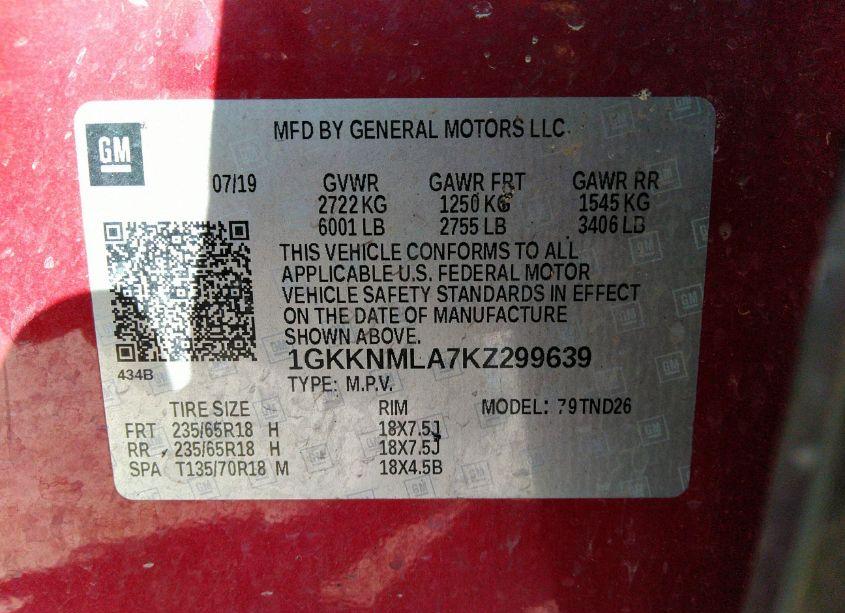 GM
MFD BY GENERAL MOTORS LLC
07/19 GVWR GAWR FRT GAWR RR
2722 KG 1250 KG 1545 KG
6001 LB 2755 LB 3406 LB
THIS VEHICLE CONFORMS TO ALL
APPLICABLE U.S. FEDERAL MOTOR
VEHICLE SAFETY STANDARDS IN EFFECT
ON THE DATE OF MANUFACTURE
SHOWN ABOVE.
434B 1GKKNMLA7KZ299639
TYPE: M.P.V.
TIRE SIZE RIM MODEL: 79TND26
FRT 235/65R18 H 18X7.5J
RR 235/65R18 H 18X7.5J
SPA T135/70R18 M 18X4.5B